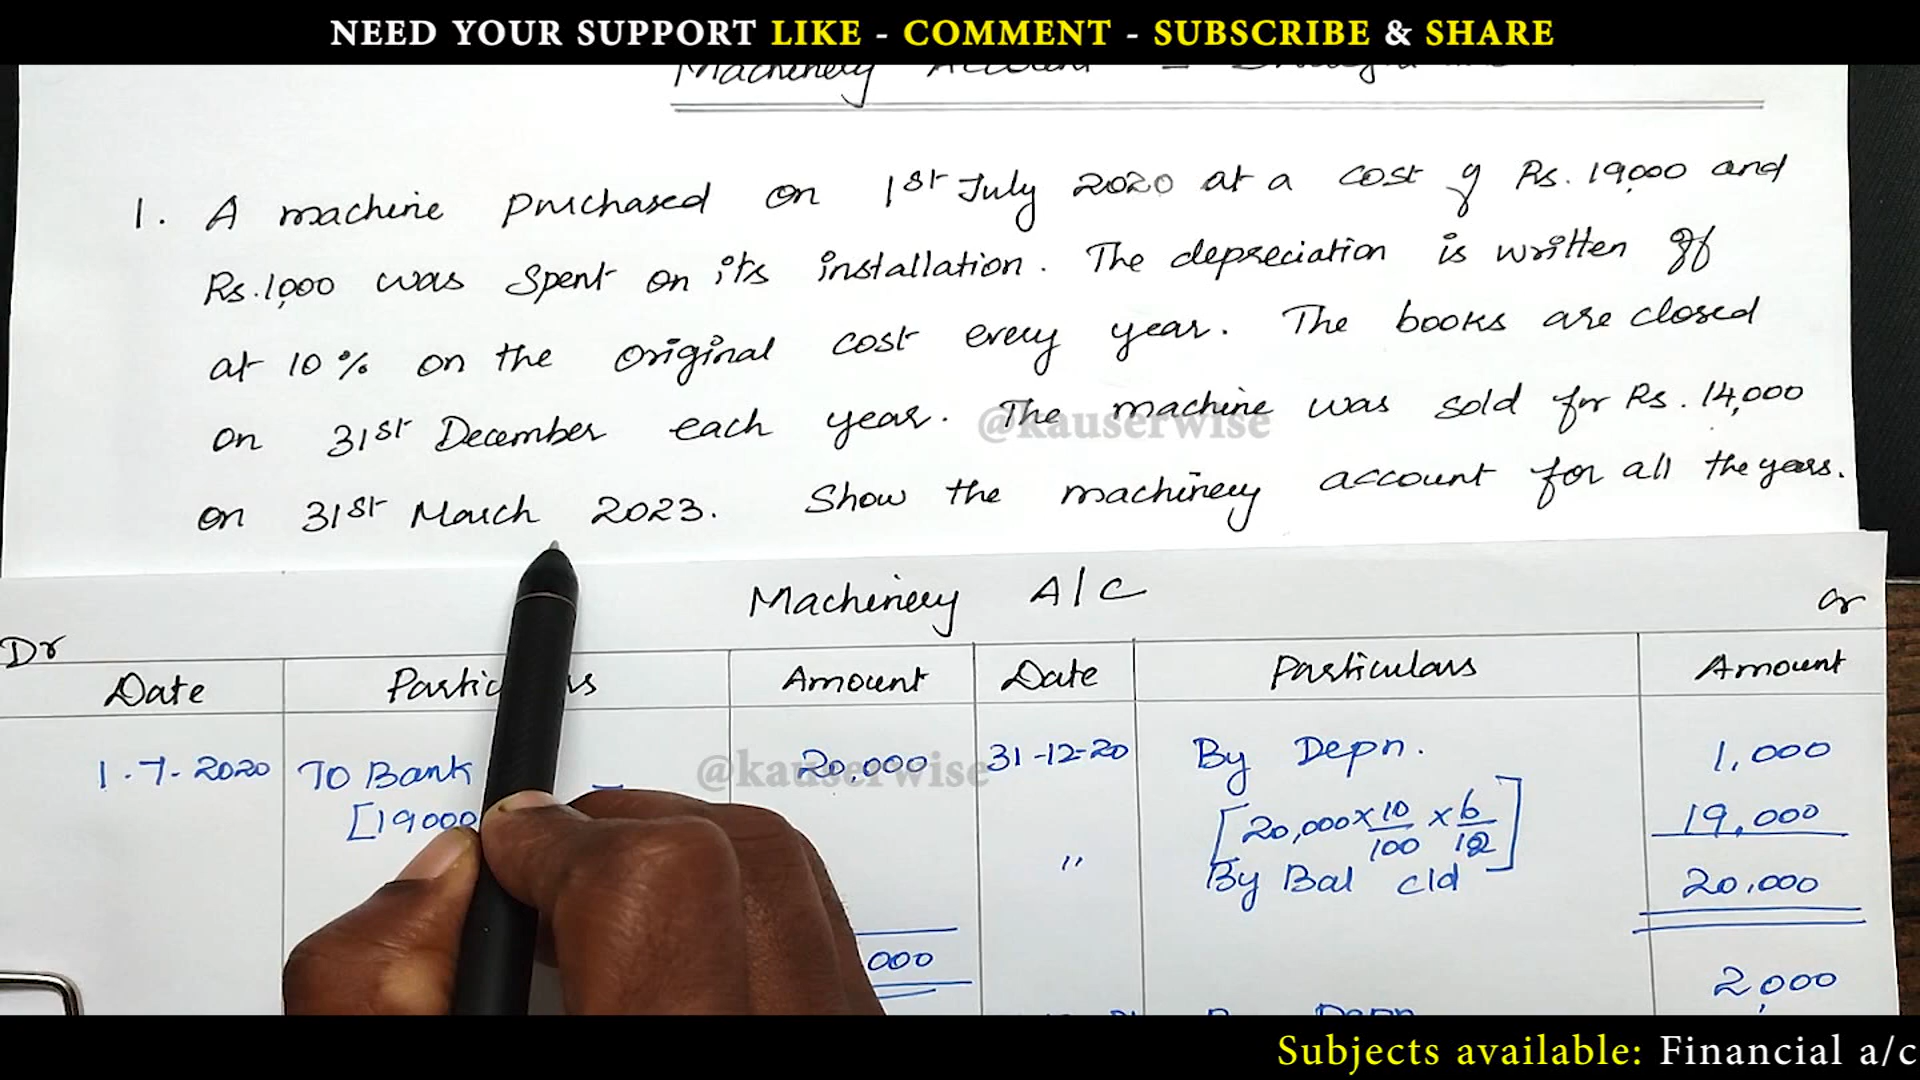 NEED YOUR SUPPORT LIKE - COMMENT - SUBSCRIBE & SHARE
Machinery Account
1. A machine purchased on 1st July 2020 at a cost of Rs. 19,000 and
Rs.1,000 was spent on its installation. The depreciation is written off
at 10% on the original cost every year. The books are closed
on 31st December each year. The machine was sold for Rs. 14,000
@kauserwise
on 31st March 2023. Show the machinery account for all the years.
Machinery A/C
Dr Cr
Date Amount Date Particulars Amount
1-7-2020 To Bank 20,000 31-12-20 By Depn. 1,000
@kauserwise
[19000 [20,000 x 10/100 x 6/12] 19,000
" By Bal c/d 20,000
000 2,000
Subjects available: Financial a/c